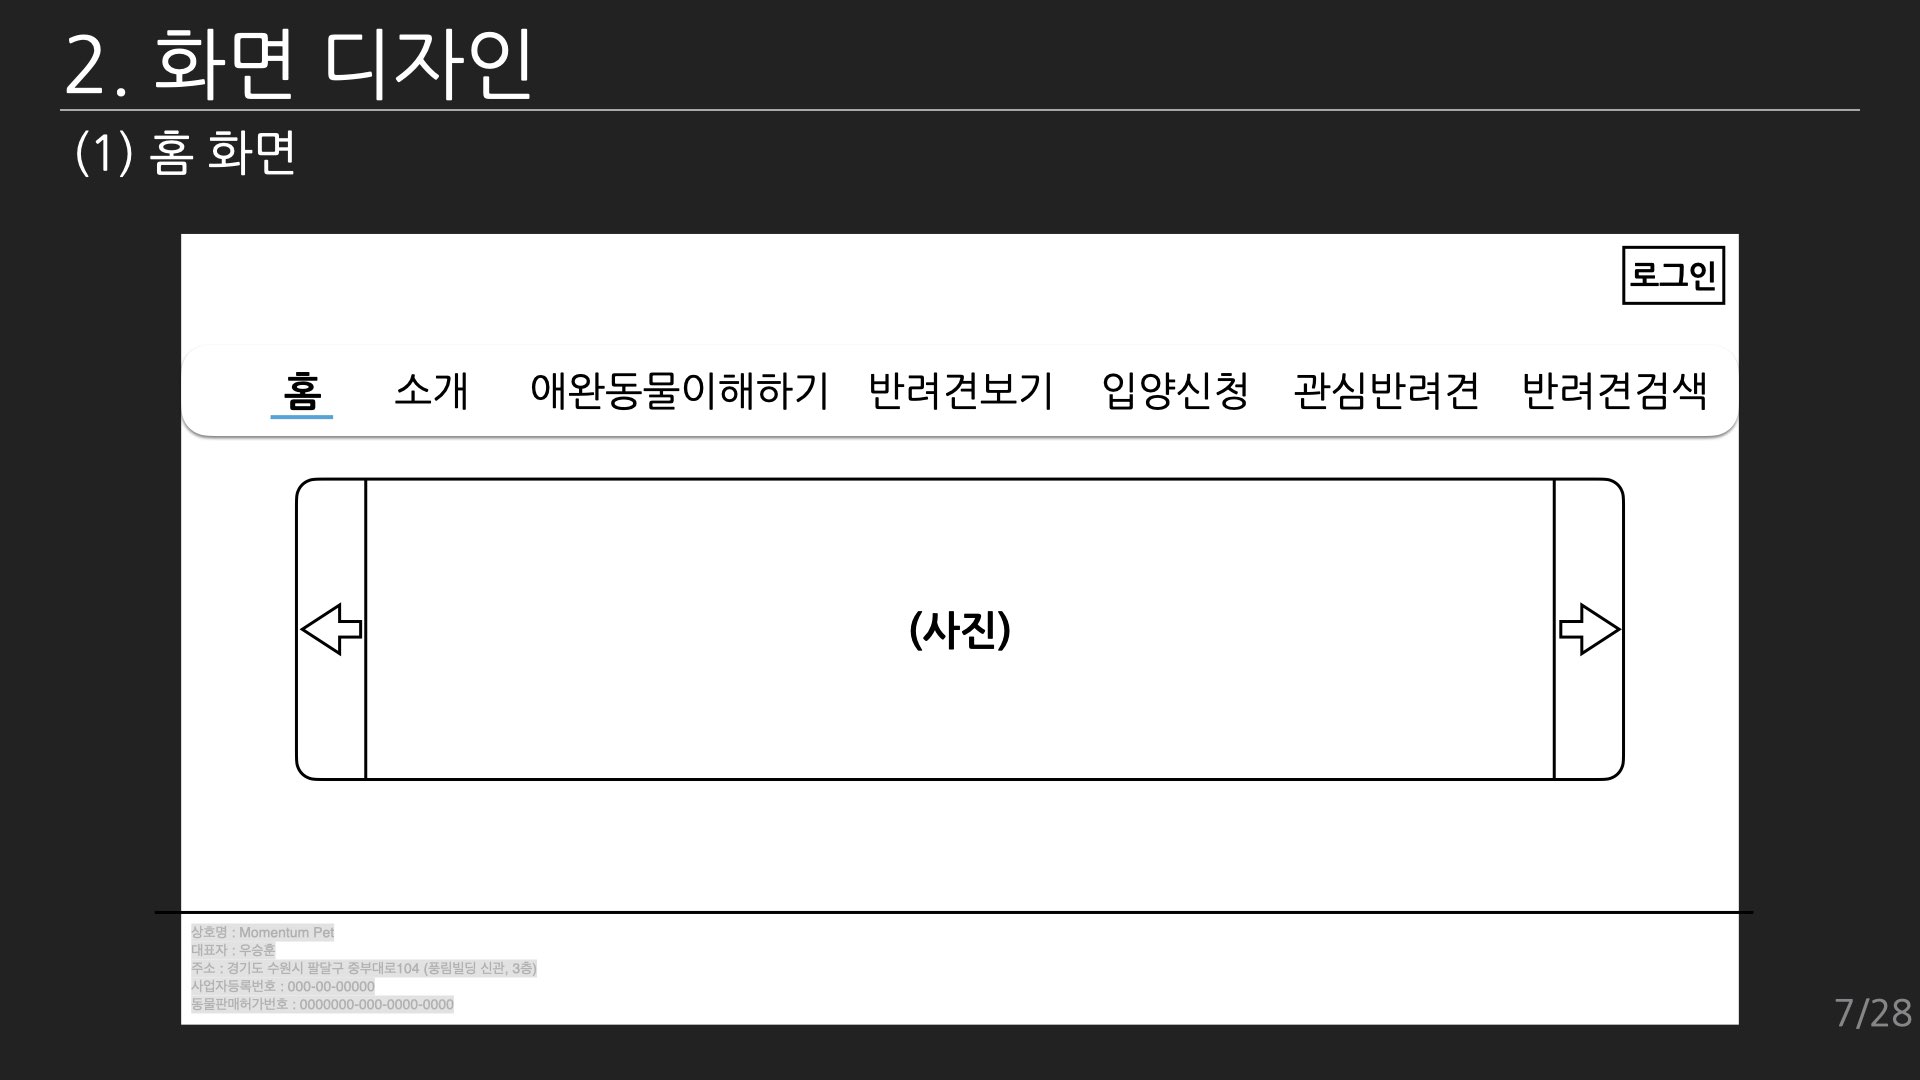 2. 화면 디자인
(1) 홈 화면
로그인
홈 소개 애완동물이해하기 반려견보기 입양신청 관심반려견 반려견검색
(사진)
상호명 : Momentum Pet
대표자 : 우승훈
주소 : 경기도 수원시 팔달구 중부대로104 (풍림빌딩 신관, 3층)
사업자등록번호 : 000-00-00000
동물판매허가번호 : 0000000-000-0000-0000
7/28